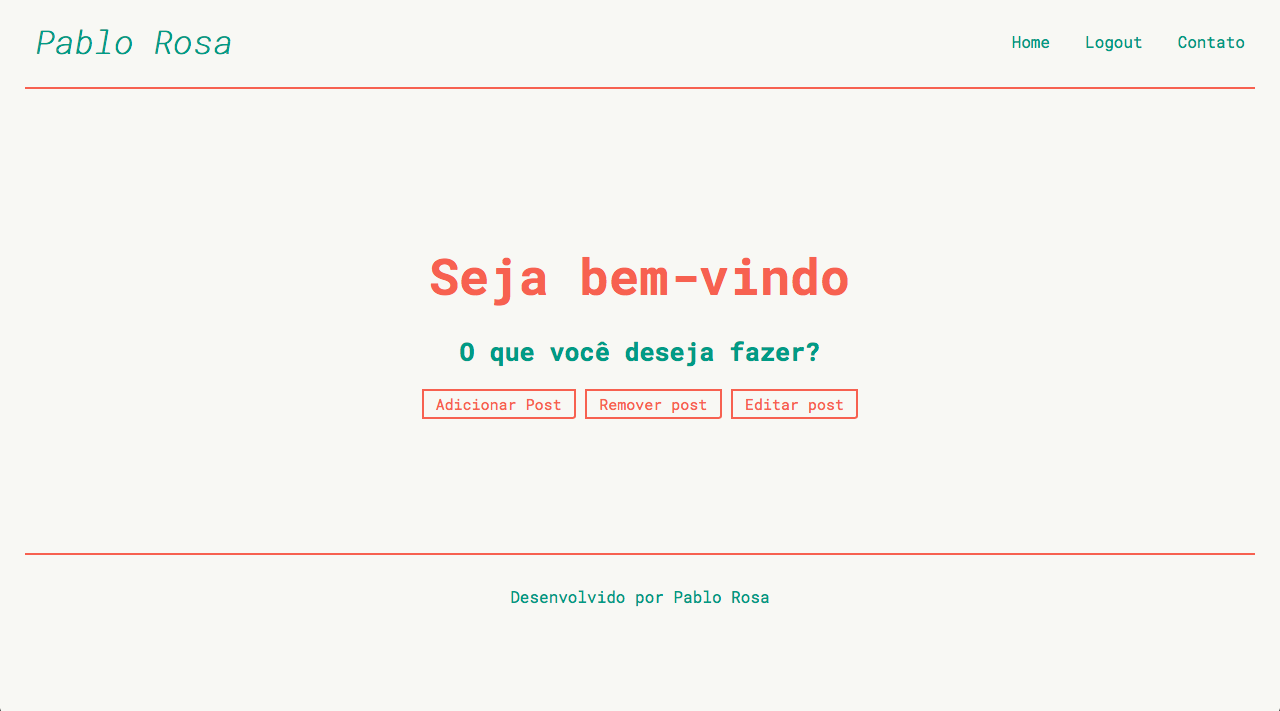 Pablo Rosa
Home Logout Contato
Seja bem-vindo
O que você deseja fazer?
Adicionar Post Remover post Editar post
Desenvolvido por Pablo Rosa